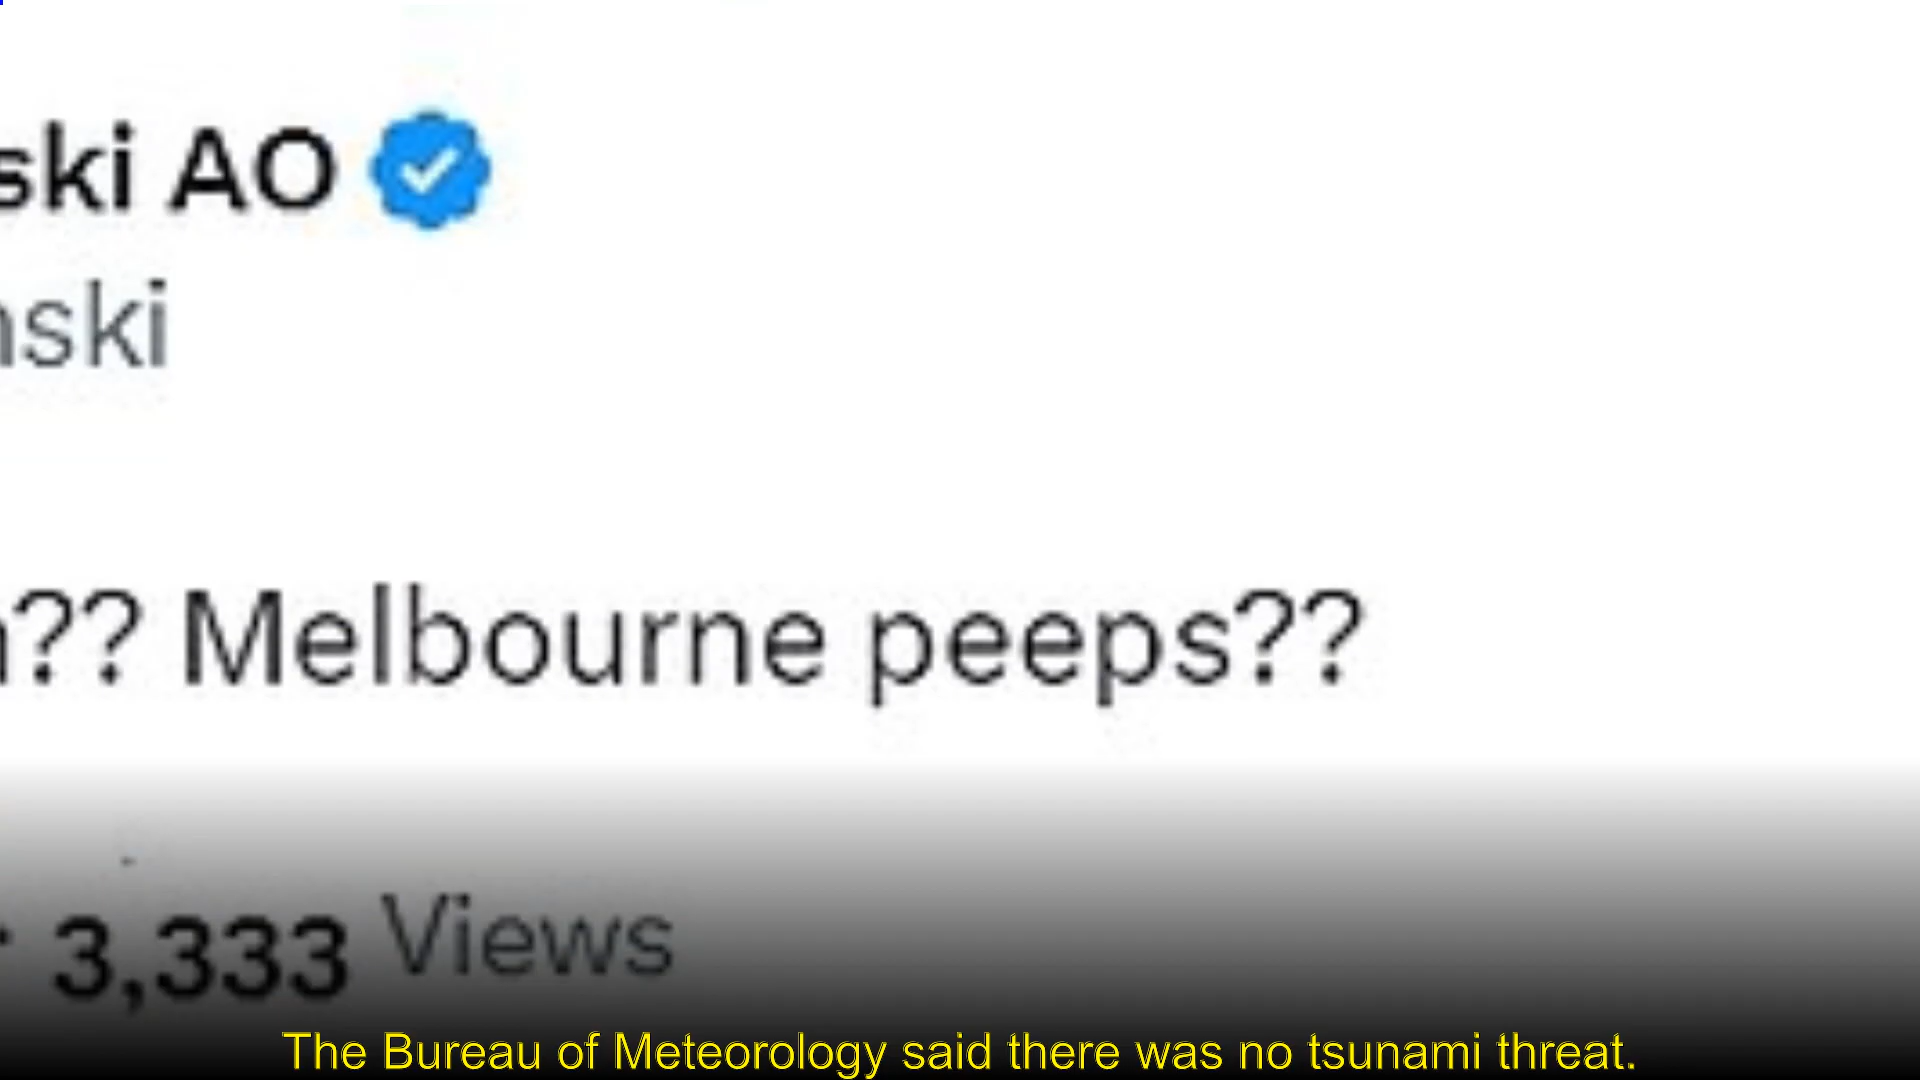 ski AO
nski
?? Melbourne peeps??
3,333 Views
The Bureau of Meteorology said there was no tsunami threat.